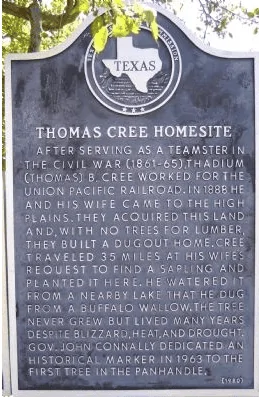 TEXAS
THOMAS CREE HOMESITE
AFTER SERVING AS A TEAMSTER IN
THE CIVIL WAR (1861-65), THADIUM
(THOMAS) B. CREE WORKED FOR THE
UNION PACIFIC RAILROAD. IN 1888 HE
AND HIS WIFE CAME TO THE HIGH
PLAINS. THEY ACQUIRED THIS LAND
AND, WITH NO TREES FOR LUMBER,
THEY BUILT A DUGOUT HOME. CREE
TRAVELED 35 MILES AT HIS WIFES
REQUEST TO FIND A SAPLING AND
PLANTED IT HERE. HE WATERED IT
FROM A NEARBY LAKE THAT HE DUG
FROM A BUFFALO WALLOW. THE TREE
NEVER GREW BUT LIVED MANY YEARS
DESPITE BLIZZARD, HEAT, AND DROUGHT.
GOV. JOHN CONNALLY DEDICATED AN
HISTORICAL MARKER IN 1963 TO THE
FIRST TREE IN THE PANHANDLE.
(1980)